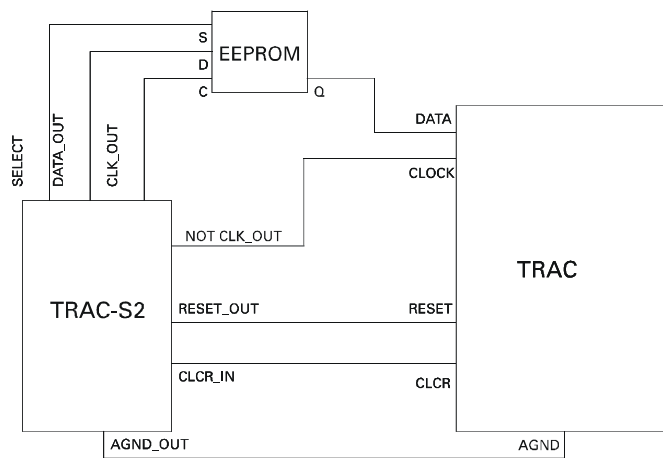 S
EEPROM
D
C
Q
SELECT
DATA_OUT
CLK_OUT
DATA
CLOCK
NOT CLK_OUT
TRAC
TRAC-S2
RESET_OUT
RESET
CLCR_IN
CLCR
AGND_OUT
AGND